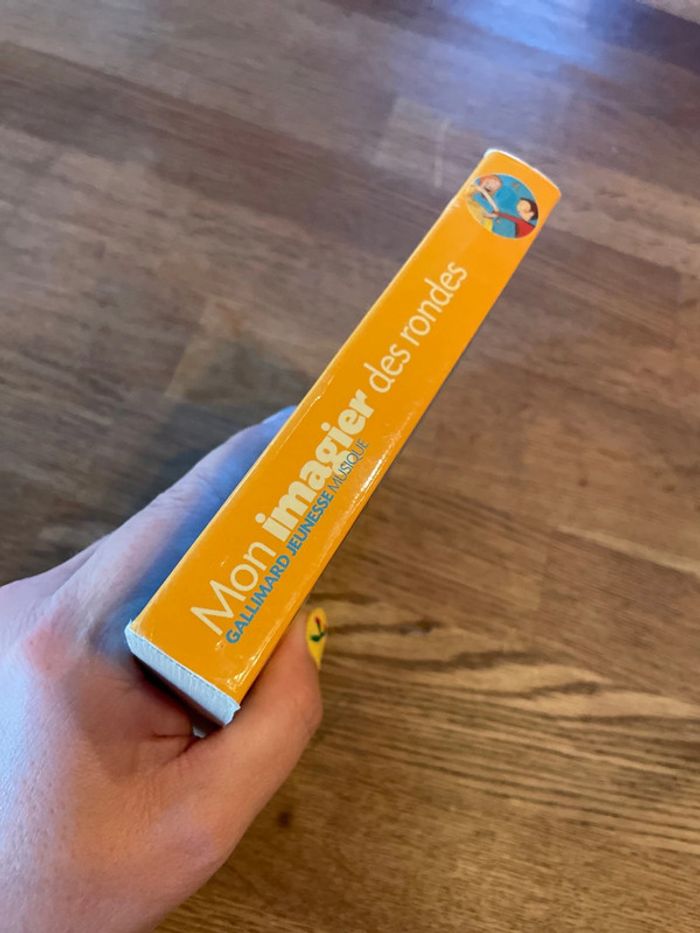 Mon imagier des rondes
GALLIMARD JEUNESSE MUSIQUE